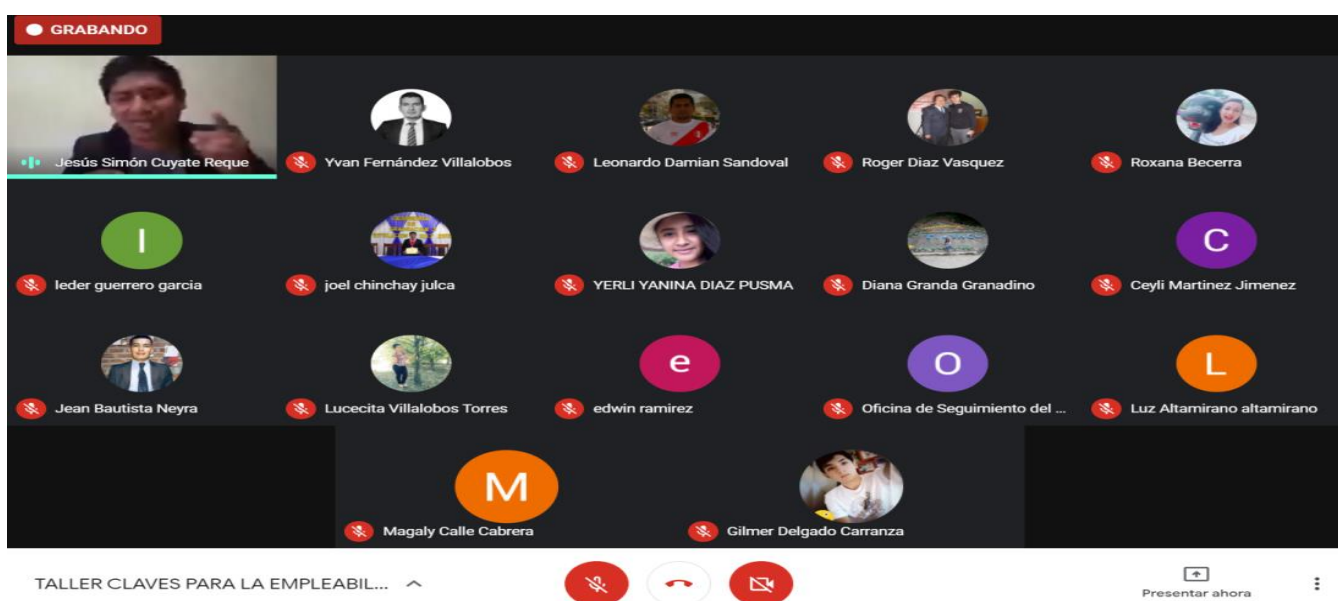 GRABANDO
Jesús Simón Cuyate Reque
Yvan Fernández Villalobos
Leonardo Damian Sandoval
Roger Diaz Vasquez
Roxana Becerra
I
leder guerrero garcia
joel chinchay julca
YERLI YANINA DIAZ PUSMA
Diana Granda Granadino
C
Ceyli Martinez Jimenez
Jean Bautista Neyra
Lucecita Villalobos Torres
e
edwin ramirez
O
Oficina de Seguimiento del ...
L
Luz Altamirano altamirano
M
Magaly Calle Cabrera
Gilmer Delgado Carranza
TALLER CLAVES PARA LA EMPLEABIL...
Presentar ahora